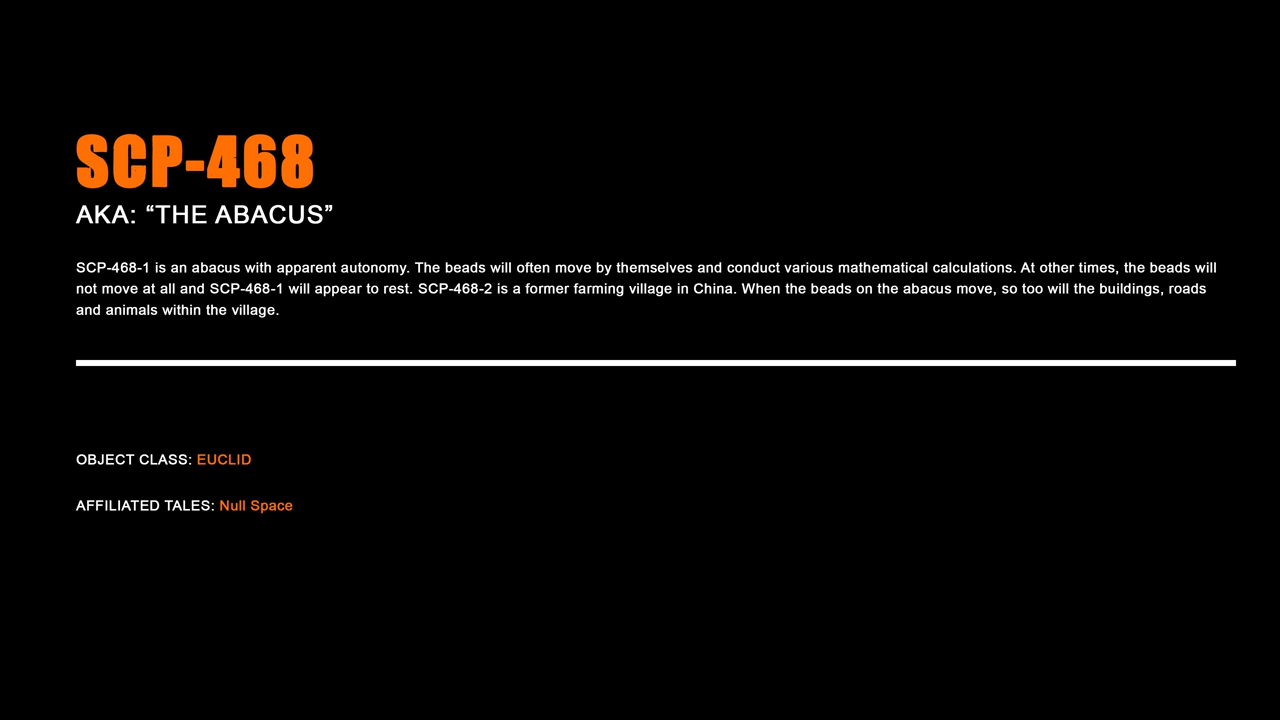 SCP-468
AKA: “THE ABACUS”
SCP-468-1 is an abacus with apparent autonomy. The beads will often move by themselves and conduct various mathematical calculations. At other times, the beads will
not move at all and SCP-468-1 will appear to rest. SCP-468-2 is a former farming village in China. When the beads on the abacus move, so too will the buildings, roads
and animals within the village.
OBJECT CLASS: EUCLID
AFFILIATED TALES: Null Space